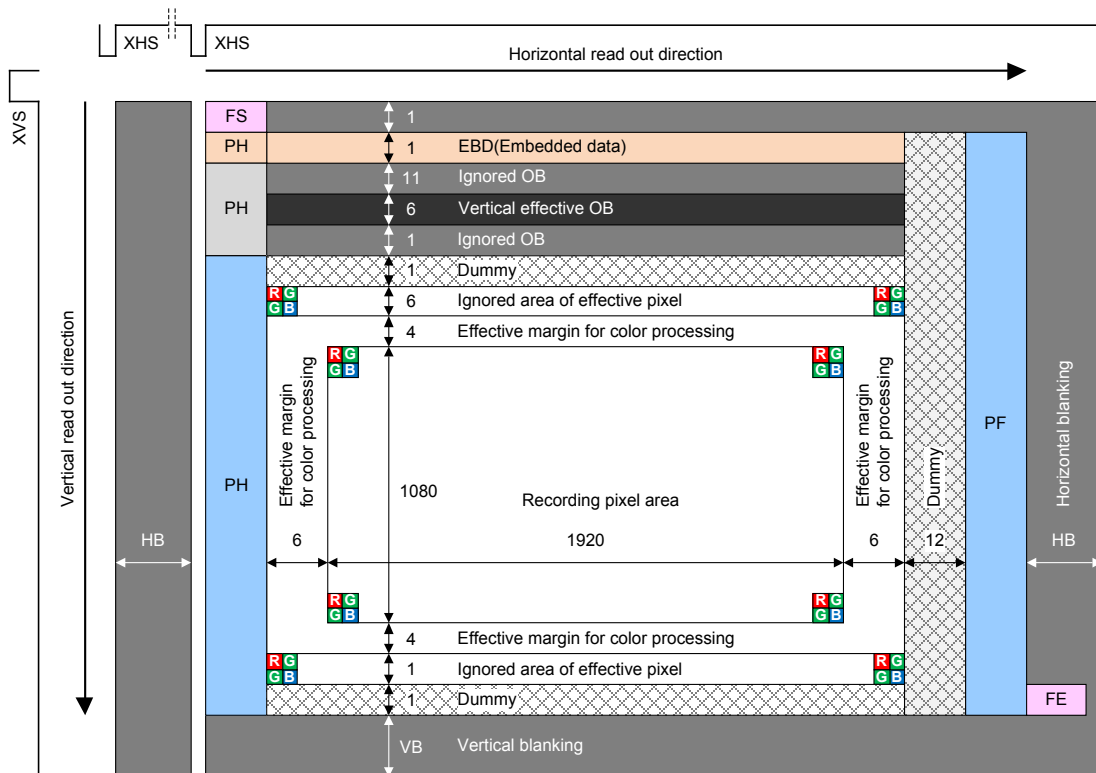 XHS
XHS
Horizontal read out direction
XVS
Vertical read out direction
FS
1
PH
1
EBD(Embedded data)
11
Ignored OB
PH
6
Vertical effective OB
1
Ignored OB
1
Dummy
R G
G B
6
Ignored area of effective pixel
R G
G B
4
Effective margin for color processing
R G
G B
R G
G B
Effective margin
for color processing
Effective margin
for color processing
Dummy
PF
Horizontal blanking
PH
1080
Recording pixel area
HB
6
1920
6
12
HB
R G
G B
R G
G B
4
Effective margin for color processing
R G
G B
1
Ignored area of effective pixel
R G
G B
1
Dummy
FE
VB
Vertical blanking